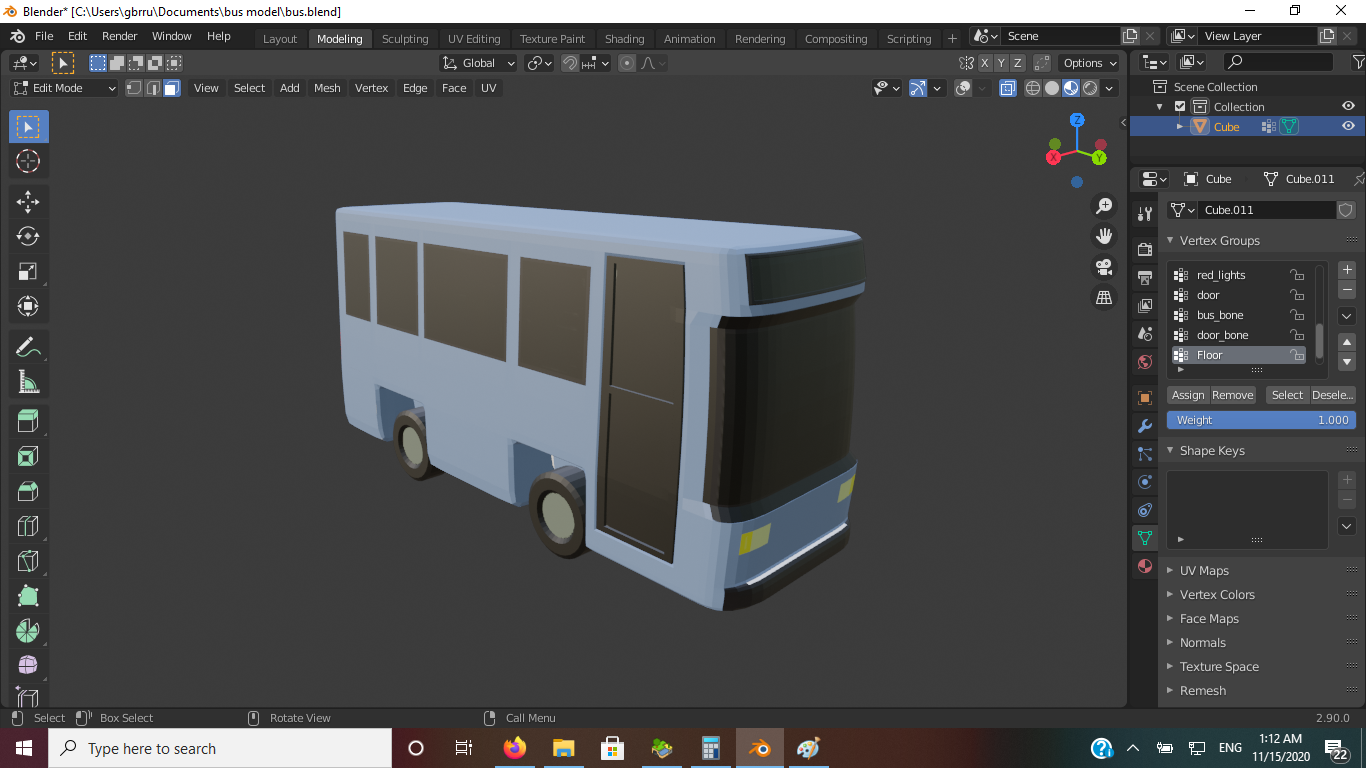 Blender* [C:\Users\gbrru\Documents\bus model\bus.blend]
File Edit Render Window Help Layout Modeling Sculpting UV Editing Texture Paint Shading Animation Rendering Compositing Scripting + Scene View Layer
Global X Y Z Options
Edit Mode View Select Add Mesh Vertex Edge Face UV
Scene Collection
Collection
Cube
Z
X Y
Cube Cube.011
Cube.011
Vertex Groups
red_lights
door
bus_bone
door_bone
Floor
Assign Remove Select Desele...
Weight 1.000
Shape Keys
UV Maps
Vertex Colors
Face Maps
Normals
Texture Space
Remesh
Select Box Select Rotate View Call Menu 2.90.0
Type here to search
ENG
1:12 AM
11/15/2020
22